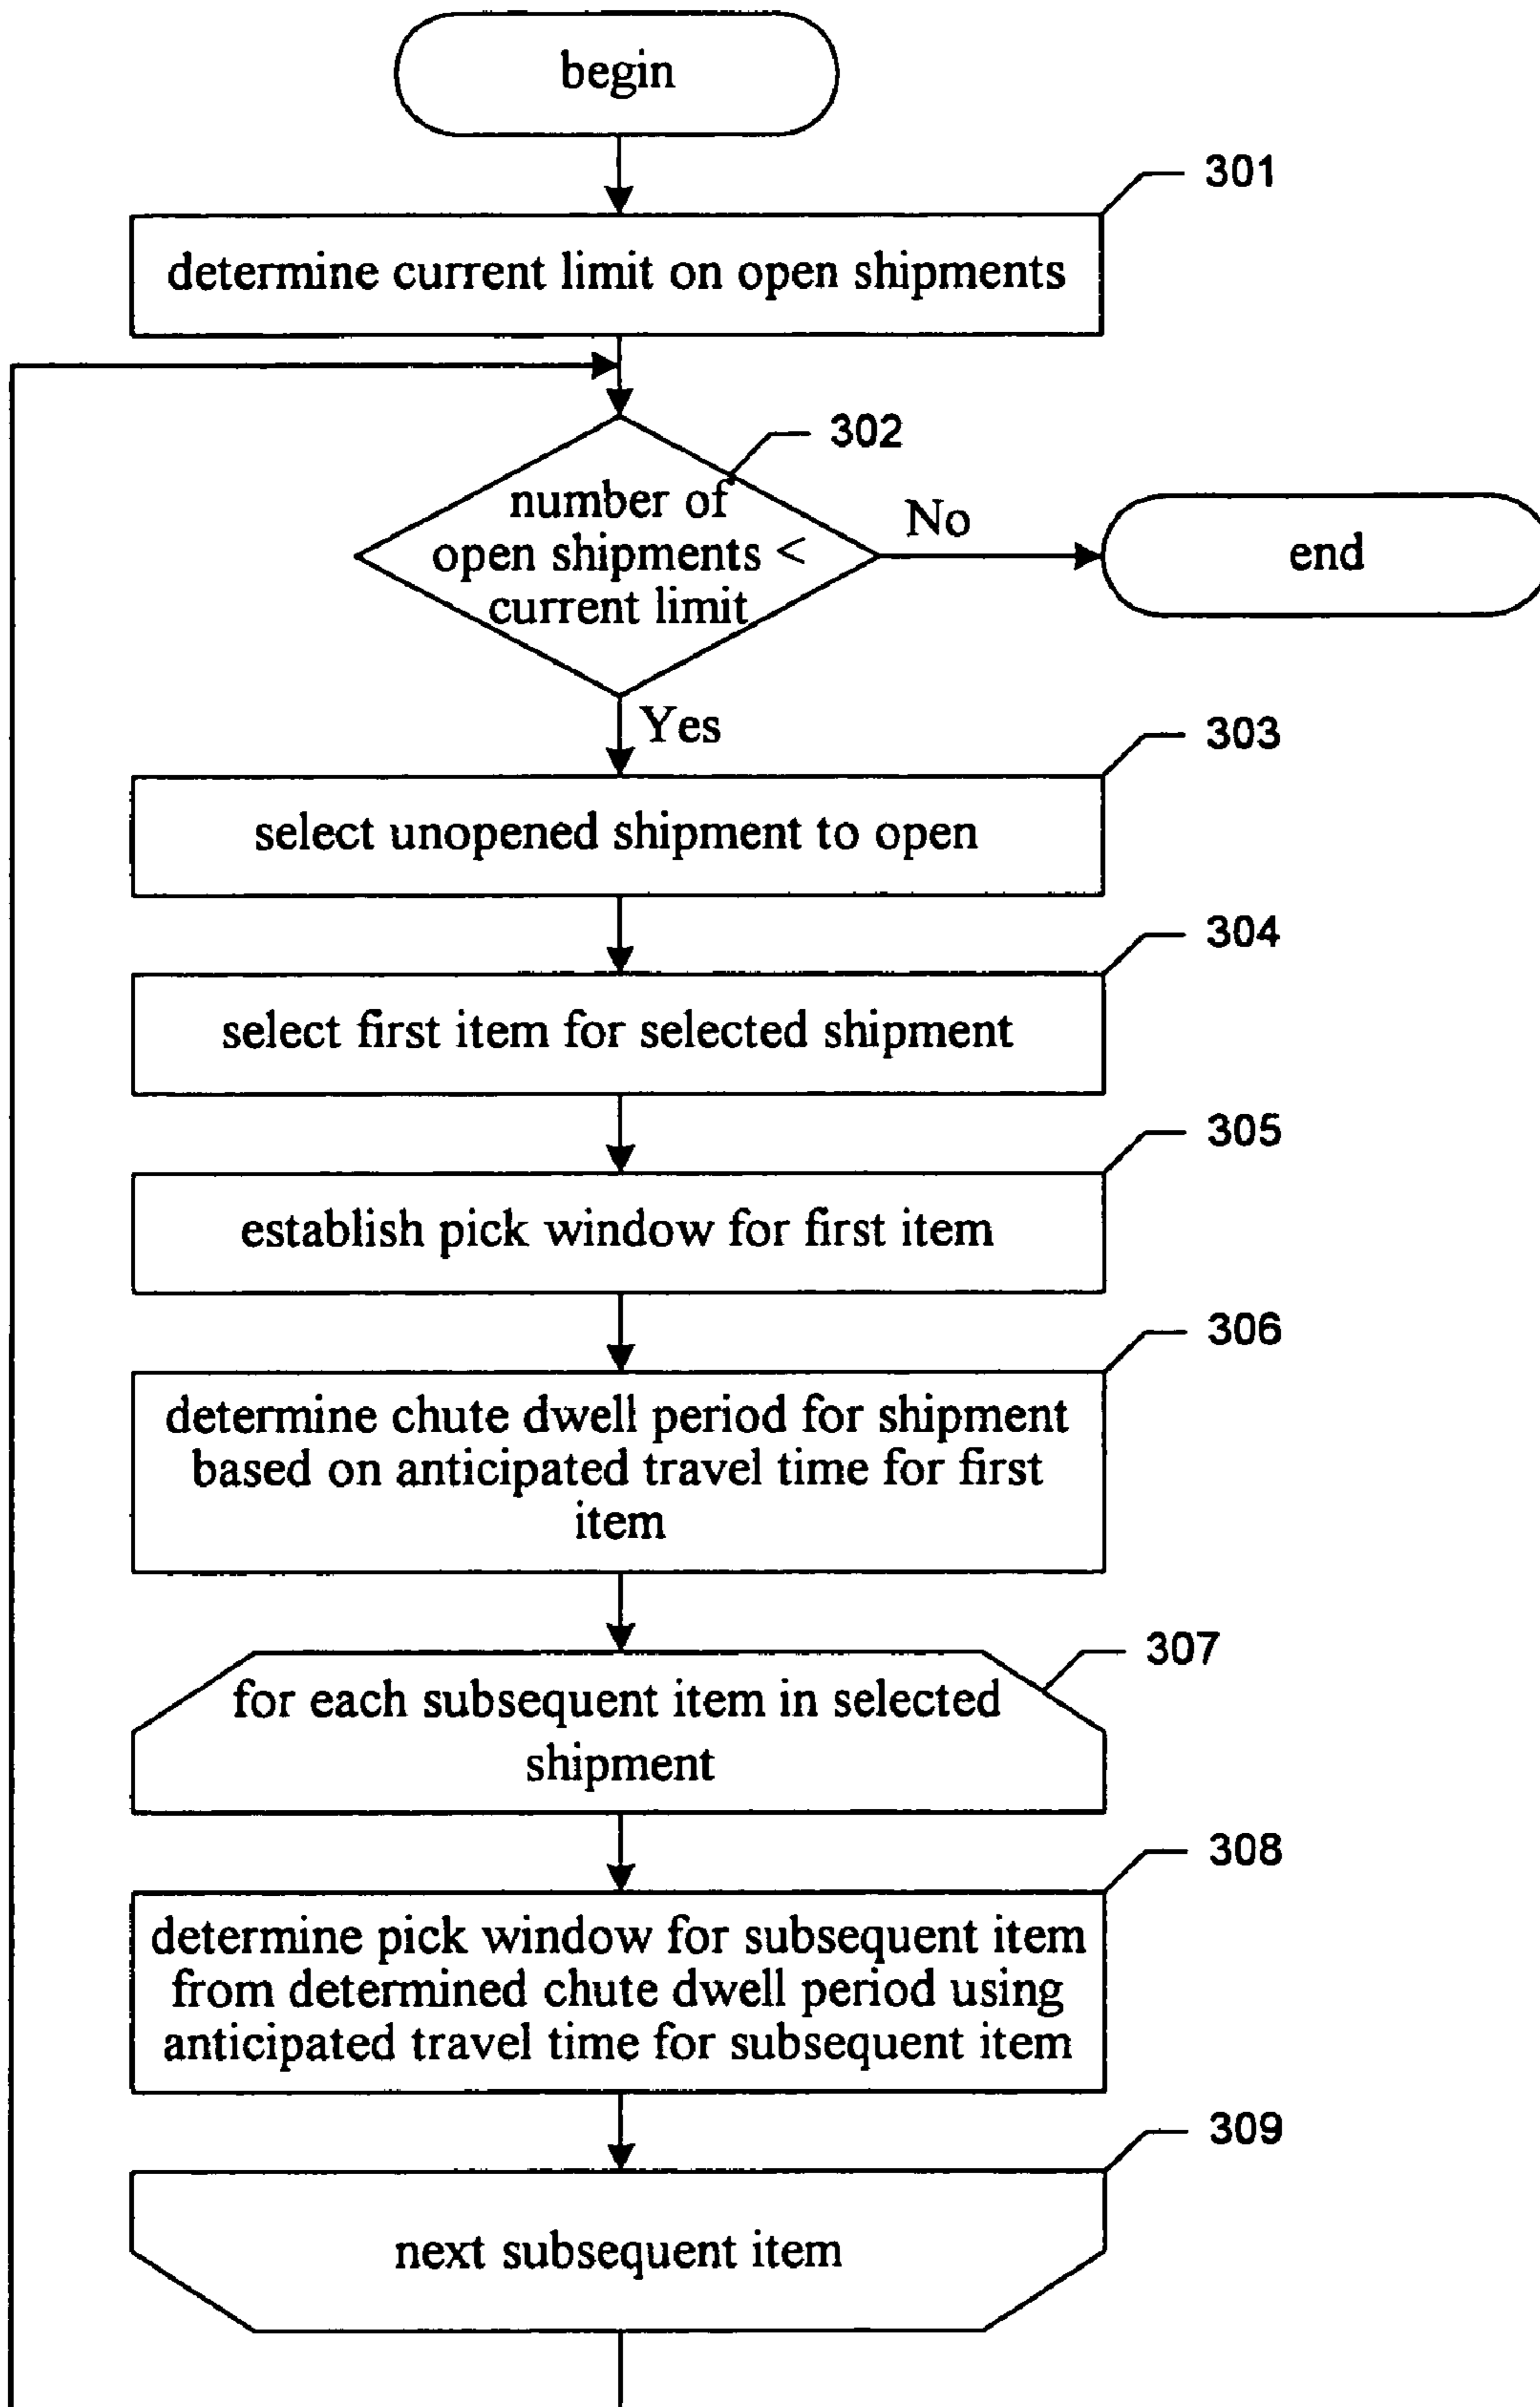 begin
301
determine current limit on open shipments
302
number of
open shipments <
current limit
No
end
Yes
303
select unopened shipment to open
304
select first item for selected shipment
305
establish pick window for first item
306
determine chute dwell period for shipment
based on anticipated travel time for first
item
307
for each subsequent item in selected
shipment
308
determine pick window for subsequent item
from determined chute dwell period using
anticipated travel time for subsequent item
309
next subsequent item